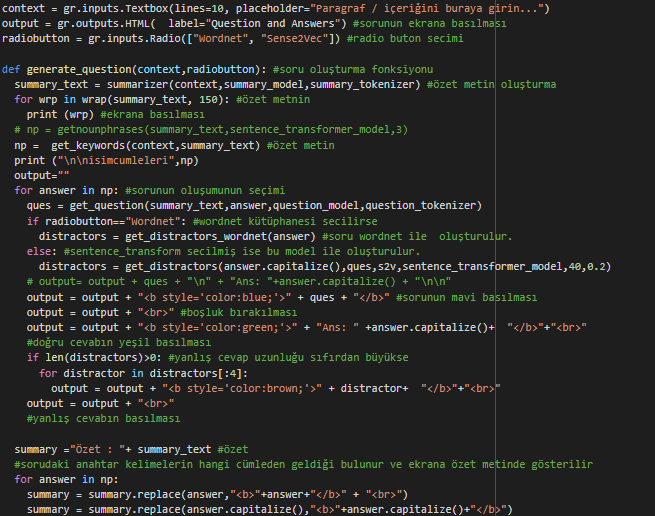 context = gr.inputs.Textbox(lines=10, placeholder="Paragraf / içeriğini buraya girin...")
output = gr.outputs.HTML(  label="Question and Answers") #sorunun ekrana basılması
radiobutton = gr.inputs.Radio(["Wordnet", "Sense2Vec"]) #radio buton secimi

def generate_question(context,radiobutton): #soru oluşturma fonksiyonu
  summary_text = summarizer(context,summary_model,summary_tokenizer) #özet metin oluşturma
  for wrp in wrap(summary_text, 150): #özet metnin
    print (wrp) #ekrana basılması
  # np = getnounphrases(summary_text,sentence_transformer_model,3)
  np =  get_keywords(context,summary_text) #özet metin
  print ("\n\nisimcumleleri",np)
  output=""
  for answer in np: #sorunun oluşumunun seçimi
    ques = get_question(summary_text,answer,question_model,question_tokenizer)
    if radiobutton=="Wordnet": #wordnet kütüphanesi secilirse
      distractors = get_distractors_wordnet(answer) #soru wordnet ile  oluşturulur.
    else: #sentence_transform secilmiş ise bu model ile oluşturulur.
      distractors = get_distractors(answer.capitalize(),ques,s2v,sentence_transformer_model,40,0.2)
    # output= output + ques + "\n" + "Ans: "+answer.capitalize() + "\n\n"
    output = output + "<b style='color:blue;'>" + ques + "</b>" #sorunun mavi basılması
    output = output + "<br>" #boşluk bırakılması
    output = output + "<b style='color:green;'>" + "Ans: " +answer.capitalize()+  "</b>"+"<br>"
    #doğru cevabın yeşil basılması
    if len(distractors)>0: #yanlış cevap uzunluğu sıfırdan büyükse
      for distractor in distractors[:4]:
        output = output + "<b style='color:brown;'>" + distractor+  "</b>"+"<br>"
    output = output + "<br>"
    #yanlış cevabın basılması

  summary ="Özet : "+ summary_text #özet
  #sorudaki anahtar kelimelerin hangi cümleden geldiği bulunur ve ekrana özet metinde gösterilir
  for answer in np:
    summary = summary.replace(answer,"<b>"+answer+"</b>" + "<br>")
    summary = summary.replace(answer.capitalize(),"<b>"+answer.capitalize()+"</b>")